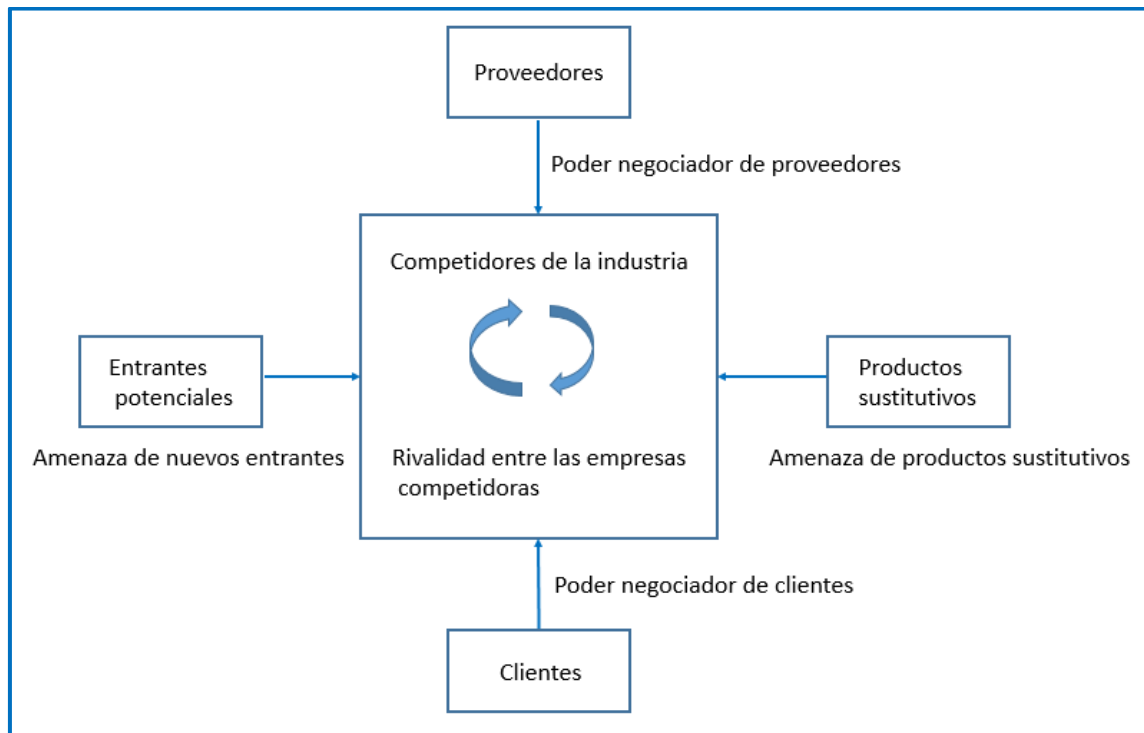 Proveedores
Poder negociador de proveedores
Competidores de la industria
Entrantes
potenciales
Amenaza de nuevos entrantes
Productos
sustitutivos
Amenaza de productos sustitutivos
Rivalidad entre las empresas
competidoras
Poder negociador de clientes
Clientes